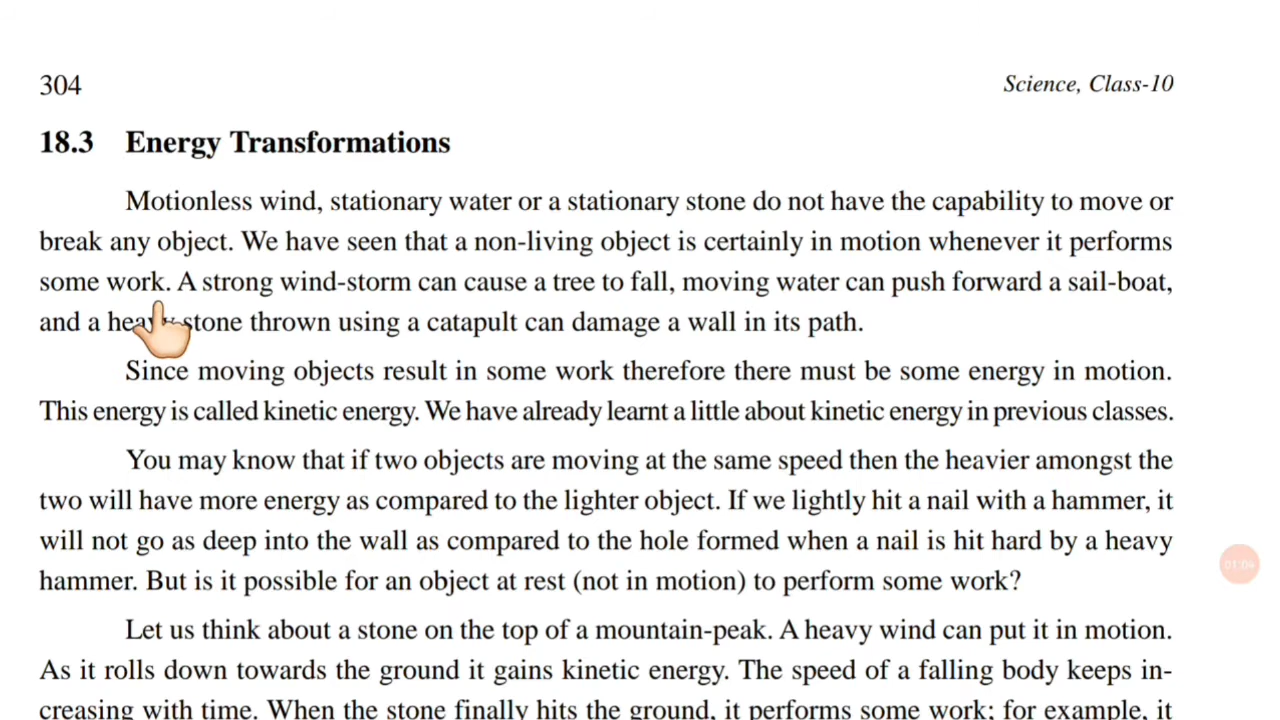 304
Science, Class-10
18.3 Energy Transformations
Motionless wind, stationary water or a stationary stone do not have the capability to move or
break any object. We have seen that a non-living object is certainly in motion whenever it performs
some work. A strong wind-storm can cause a tree to fall, moving water can push forward a sail-boat,
and a heavy stone thrown using a catapult can damage a wall in its path.
Since moving objects result in some work therefore there must be some energy in motion.
This energy is called kinetic energy. We have already learnt a little about kinetic energy in previous classes.
You may know that if two objects are moving at the same speed then the heavier amongst the
two will have more energy as compared to the lighter object. If we lightly hit a nail with a hammer, it
will not go as deep into the wall as compared to the hole formed when a nail is hit hard by a heavy
hammer. But is it possible for an object at rest (not in motion) to perform some work?
01:04
Let us think about a stone on the top of a mountain-peak. A heavy wind can put it in motion.
As it rolls down towards the ground it gains kinetic energy. The speed of a falling body keeps in-
creasing with time. When the stone finally hits the ground, it performs some work; for example, it